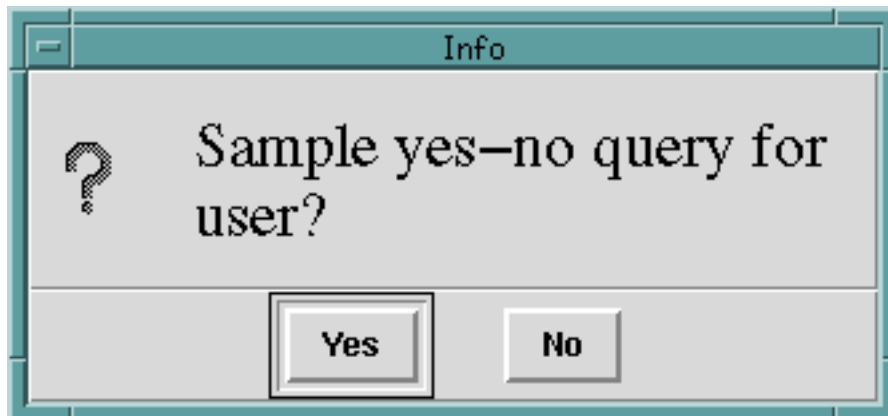 Info
Sample yes–no query for
user?
Yes
No